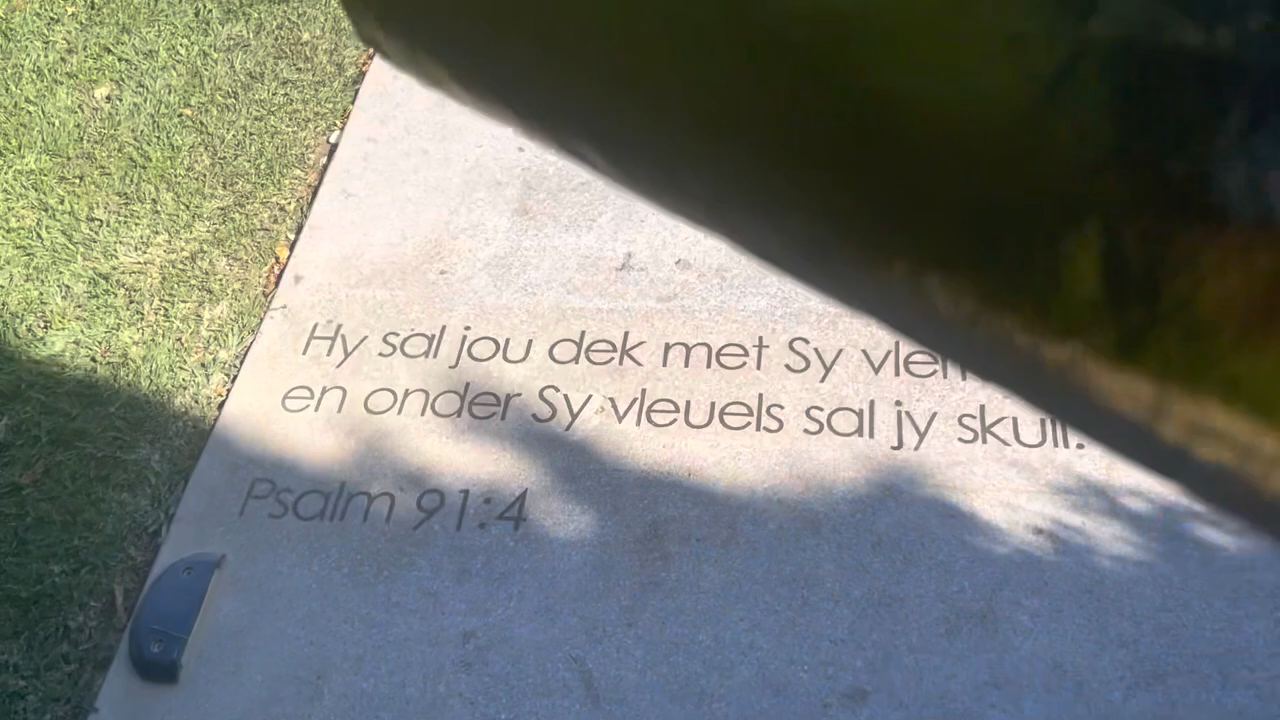 Hy sal jou dek met Sy
en onder Sy vleuels sal jy skuil.
Psalm 91:4